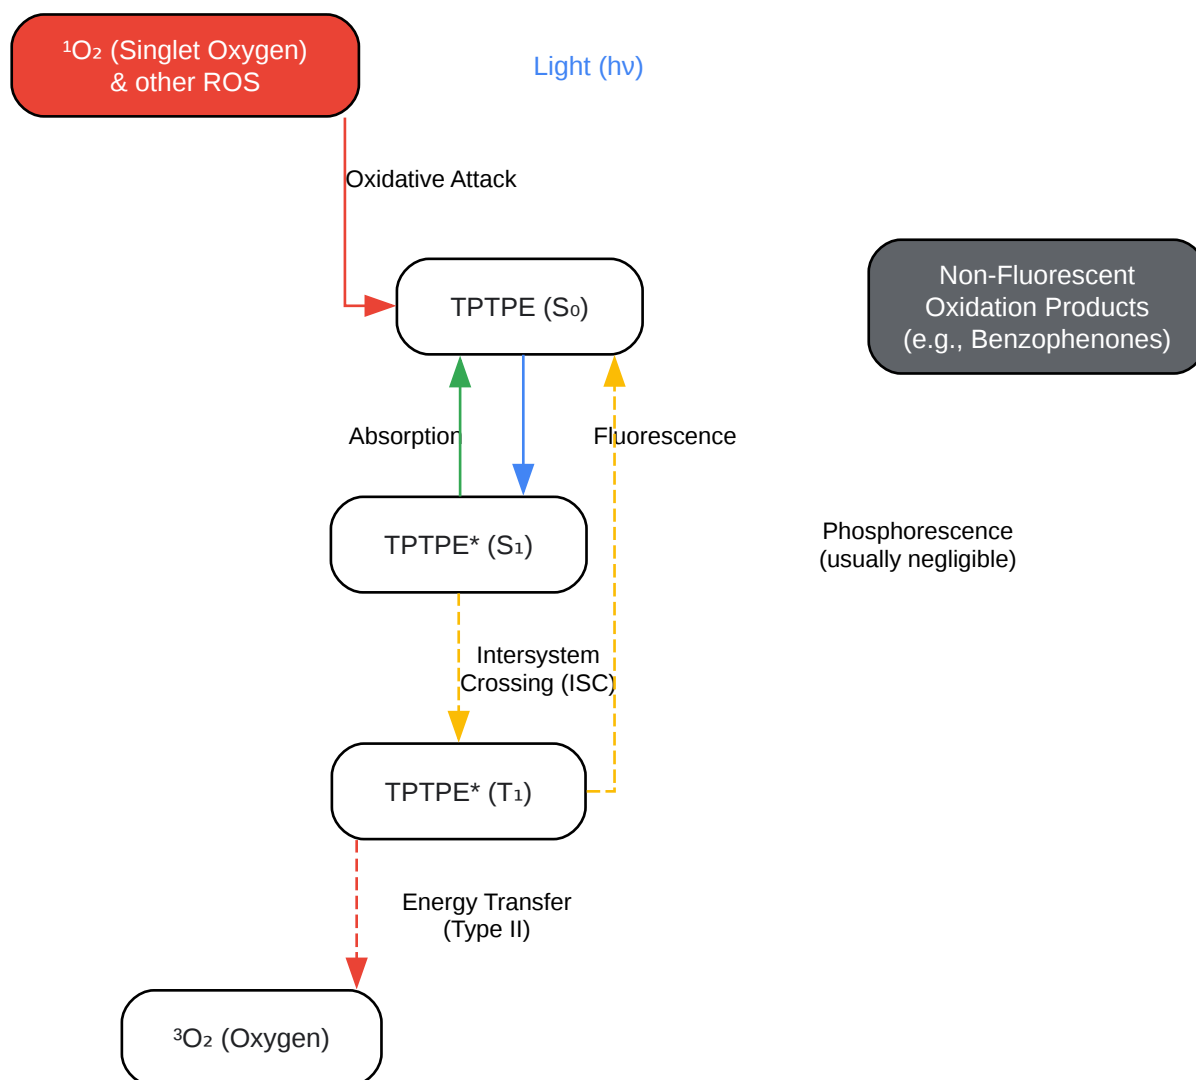 ¹O₂ (Singlet Oxygen)
& other ROS
Light (hν)
Oxidative Attack
TPTPE (S₀)
Non-Fluorescent
Oxidation Products
(e.g., Benzophenones)
Absorption
Fluorescence
TPTPE* (S₁)
Phosphorescence
(usually negligible)
Intersystem
Crossing (ISC)
TPTPE* (T₁)
Energy Transfer
(Type II)
³O₂ (Oxygen)